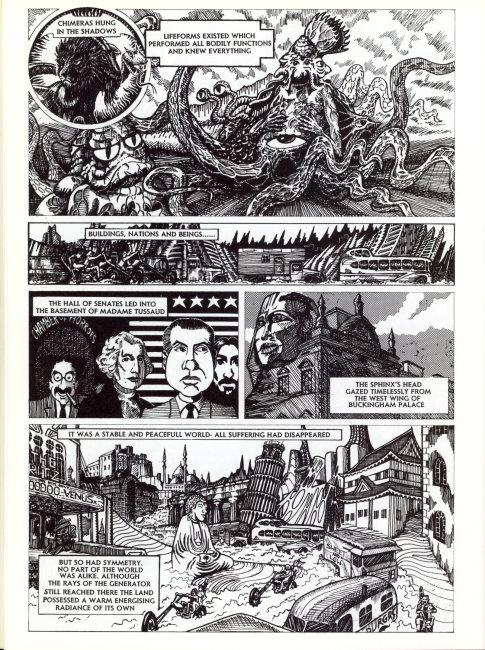 CHIMERAS HUNG
IN THE SHADOWS
LIFEFORMS EXISTED WHICH
PERFORMED ALL BODILY FUNCTIONS
AND KNEW EVERYTHING
BUILDINGS, NATIONS AND BEINGS......
THE HALL OF SENATES LED INTO
THE BASEMENT OF MADAME TUSSAUD
CHAMBER OF HORRORS
THE SPHINX'S HEAD
GAZED TIMELESSLY FROM
THE WEST WING OF
BUCKINGHAM PALACE
IT WAS A STABLE AND PEACEFULL WORLD- ALL SUFFERING HAD DISAPPEARED
ODEON-VENUS
BUT SO HAD SYMMETRY,
NO PART OF THE WORLD
WAS ALIKE. ALTHOUGH
THE RAYS OF THE GENERATOR
STILL REACHED THERE THE LAND
POSSESSED A WARM ENERGISING
RADIANCE OF ITS OWN